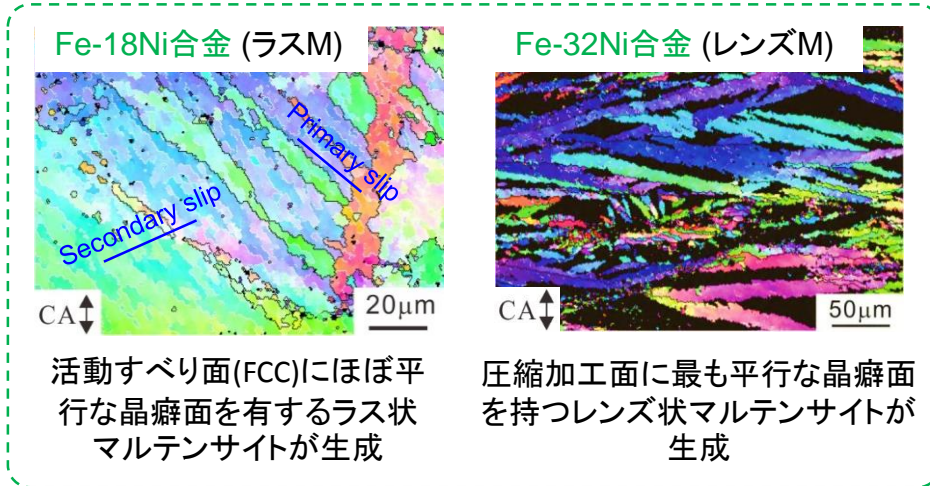 Fe-18Ni合金 (ラスM)
Primary slip
Secondary slip
CA
20μm
活動すべり面(FCC)にほぼ平
行な晶癖面を有するラス状
マルテンサイトが生成
Fe-32Ni合金 (レンズM)
CA
50μm
圧縮加工面に最も平行な晶癖面
を持つレンズ状マルテンサイトが
生成